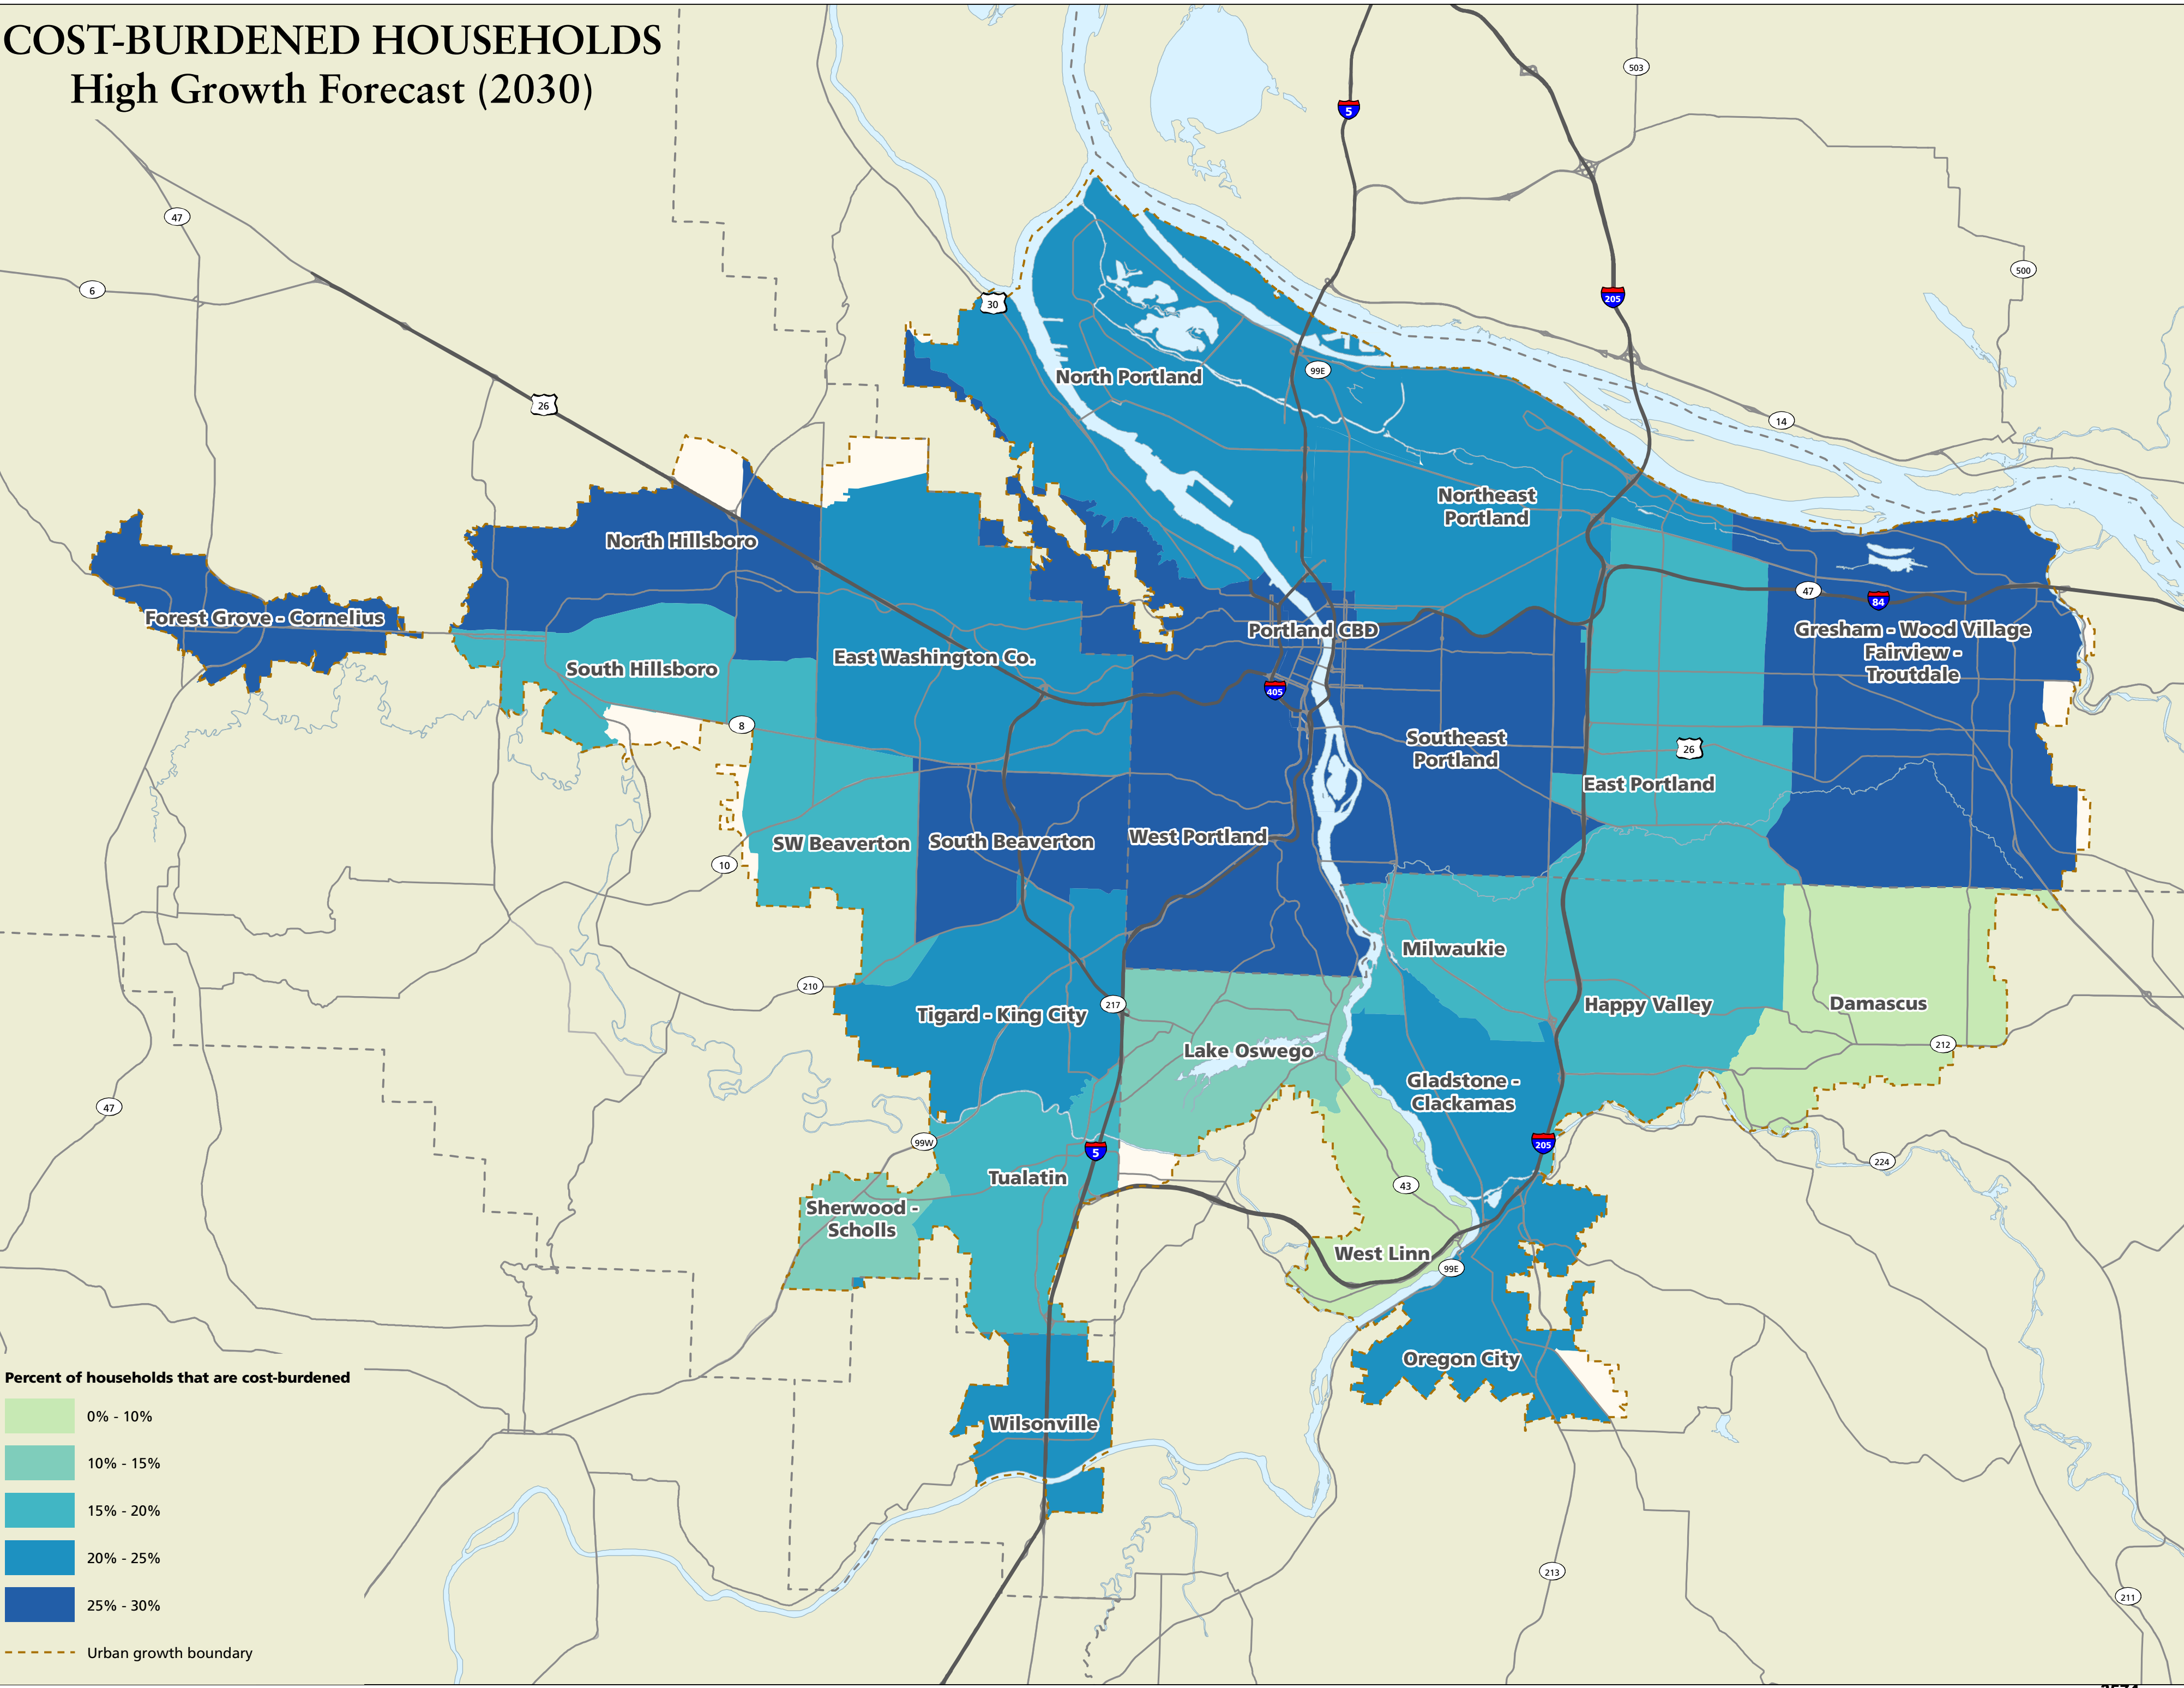 COST-BURDENED HOUSEHOLDS
High Growth Forecast (2030)
503
5
47
500
6
205
30
99E
26
14
North Portland
Northeast
Portland
North Hillsboro
47
84
Forest Grove - Cornelius
Portland CBD
Gresham - Wood Village
Fairview -
Troutdale
East Washington Co.
South Hillsboro
405
8
Southeast
Portland
26
East Portland
West Portland
SW Beaverton
South Beaverton
10
Milwaukie
210
217
Happy Valley
Damascus
Tigard - King City
212
Lake Oswego
Gladstone -
Clackamas
47
99W
5
205
224
Tualatin
43
Sherwood -
Scholls
West Linn
99E
Oregon City
Wilsonville
213
211
Percent of households that are cost-burdened
0% - 10%
10% - 15%
15% - 20%
20% - 25%
25% - 30%
Urban growth boundary